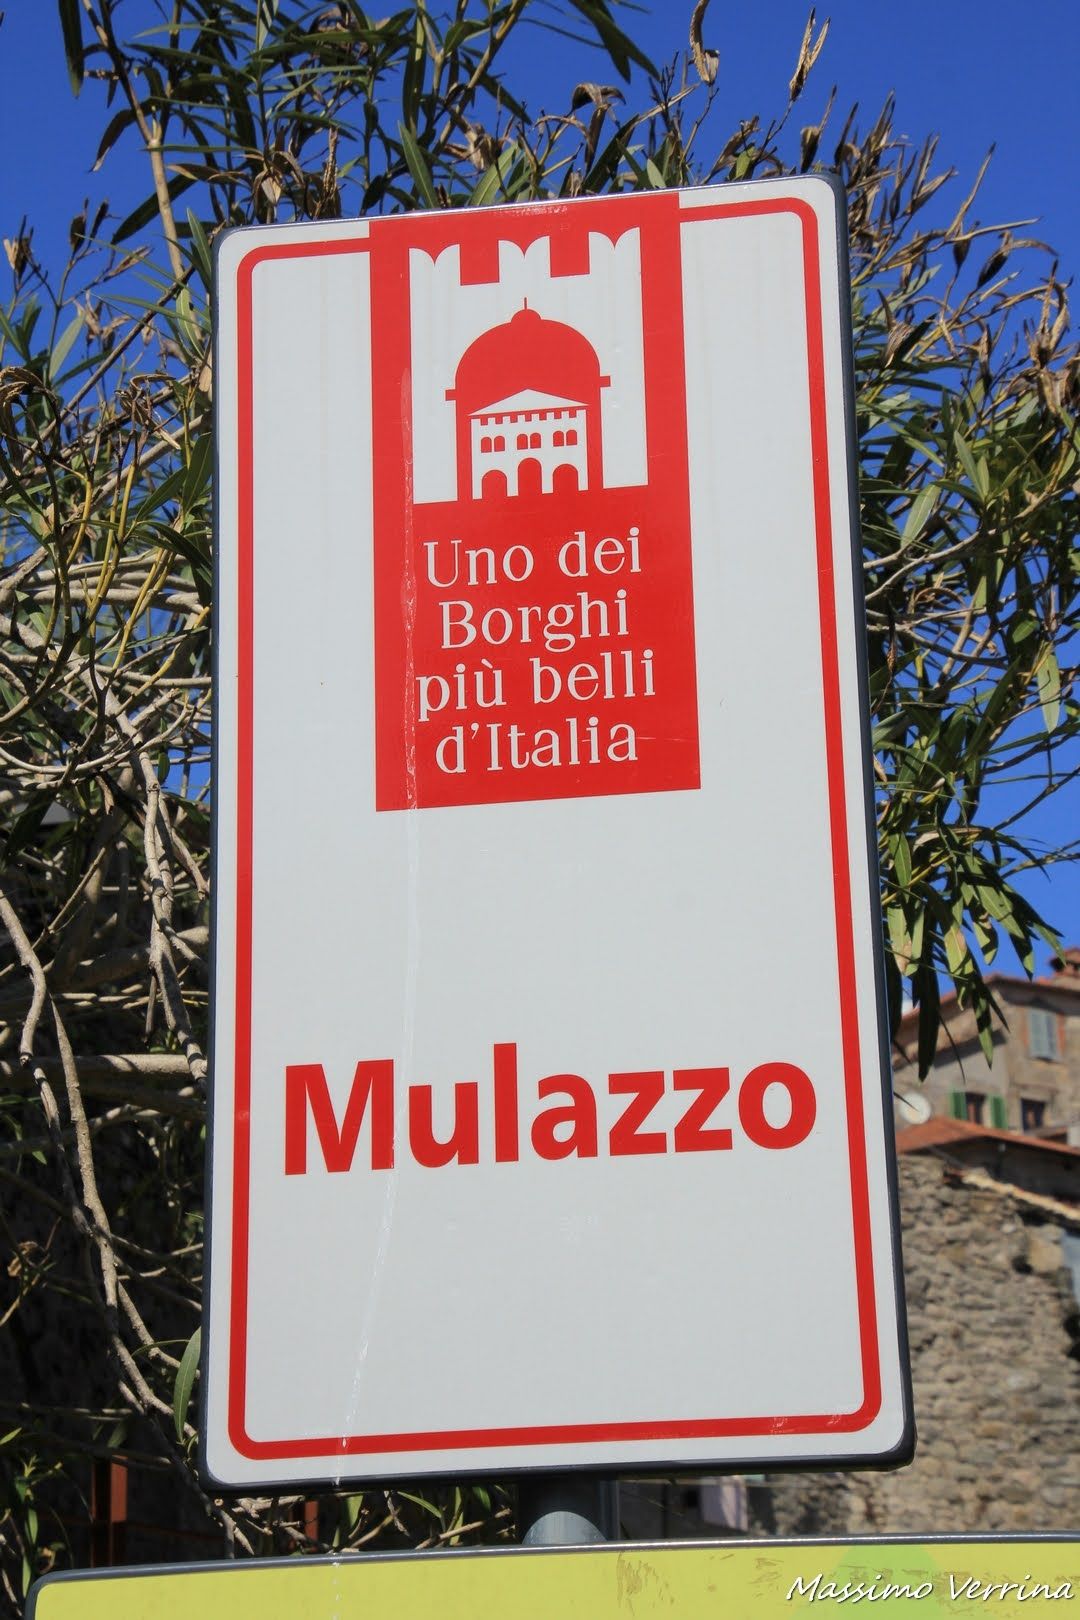 Uno dei
Borghi
più belli
d'Italia
Mulazzo
Massimo Verrina